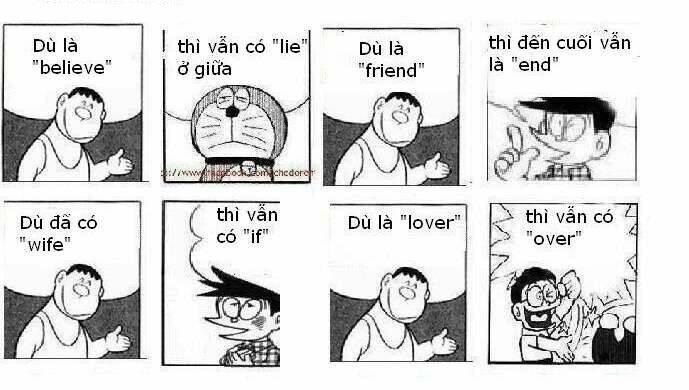 Dù là
"believe"
thì vẫn có "lie"
ở giữa
Dù là
"friend"
thì đến cuối vẫn
là "end"
Dù đã có
"wife"
thì vẫn
có "if"
Dù là "lover"
thì vẫn có
"over"